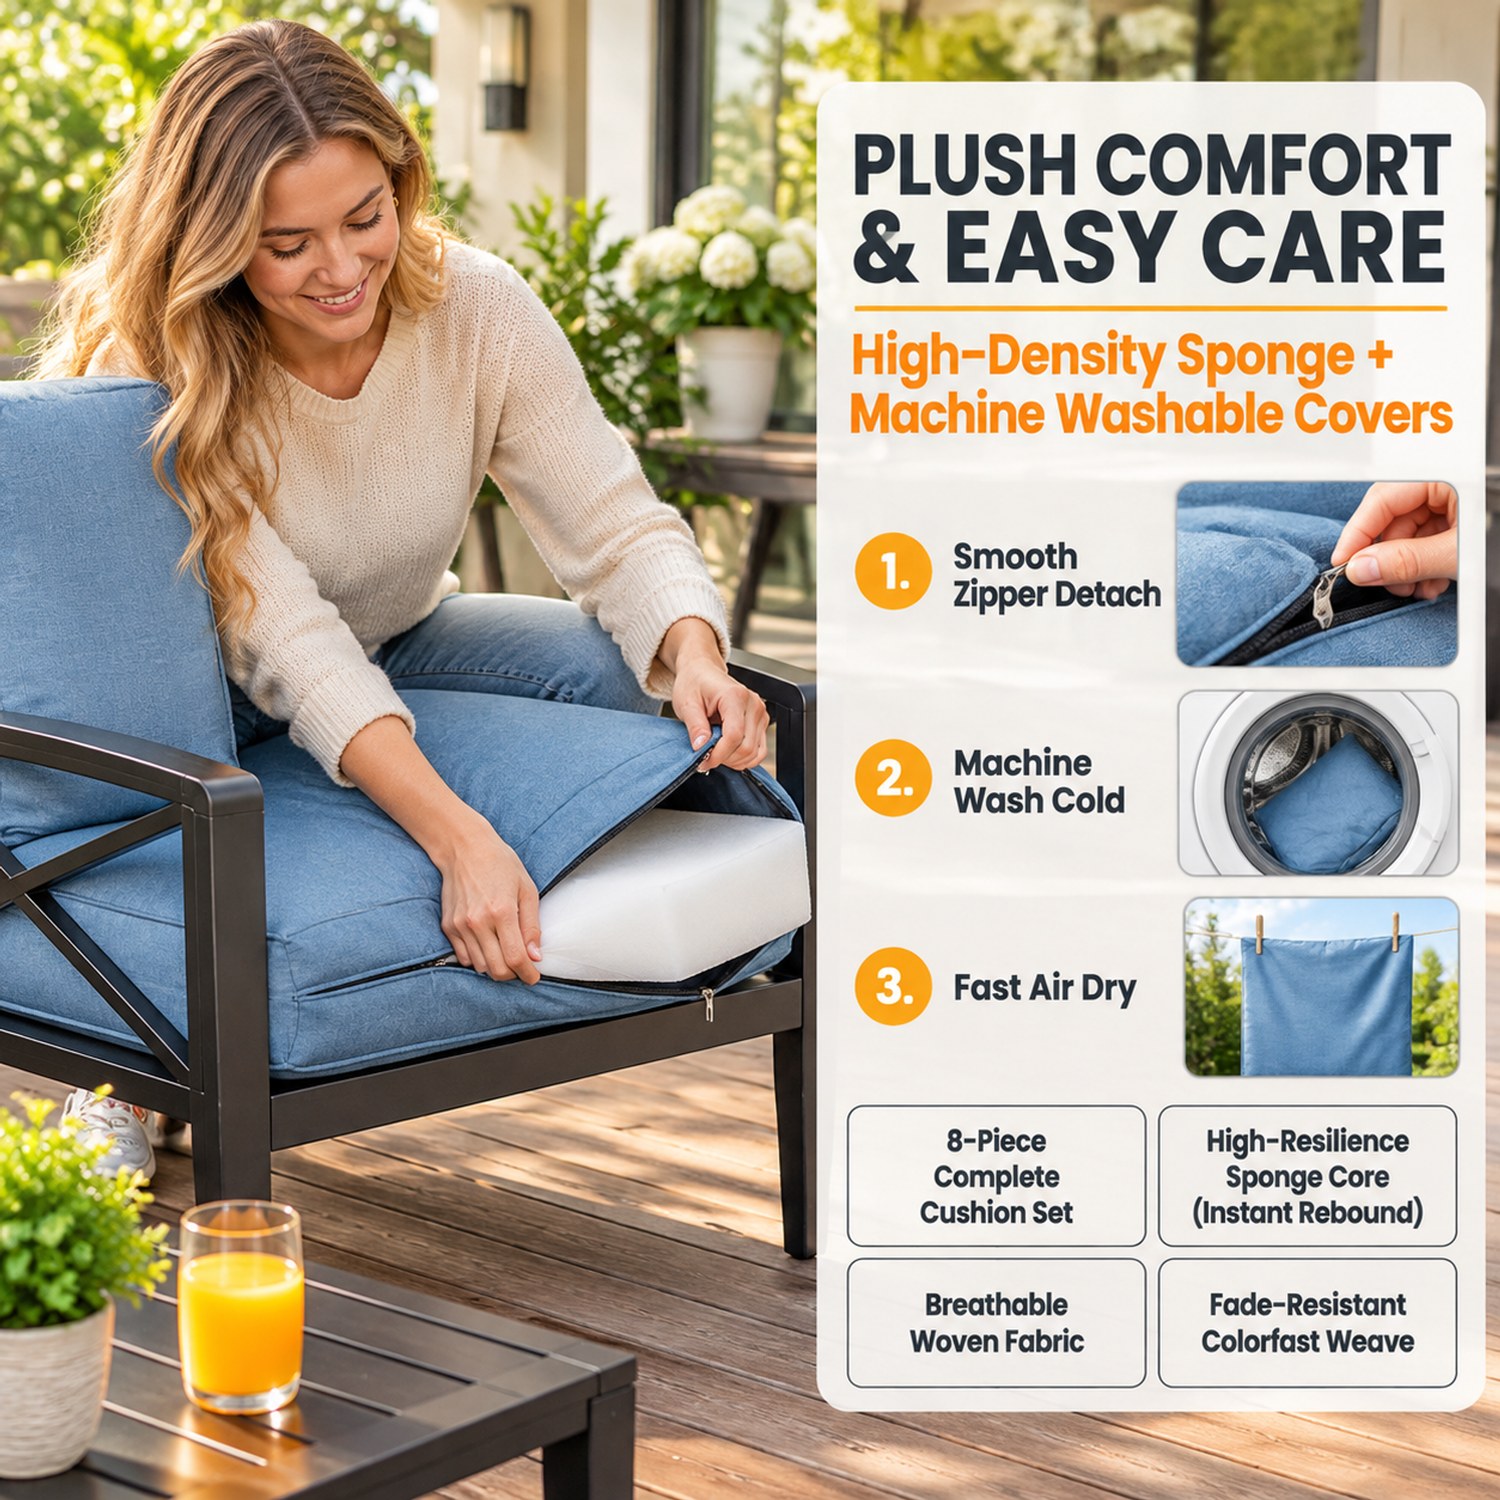 PLUSH COMFORT
& EASY CARE
High-Density Sponge +
Machine Washable Covers
1. Smooth
Zipper Detach
2. Machine
Wash Cold
3. Fast Air Dry
8-Piece
Complete
Cushion Set
High-Resilience
Sponge Core
(Instant Rebound)
Breathable
Woven Fabric
Fade-Resistant
Colorfast Weave